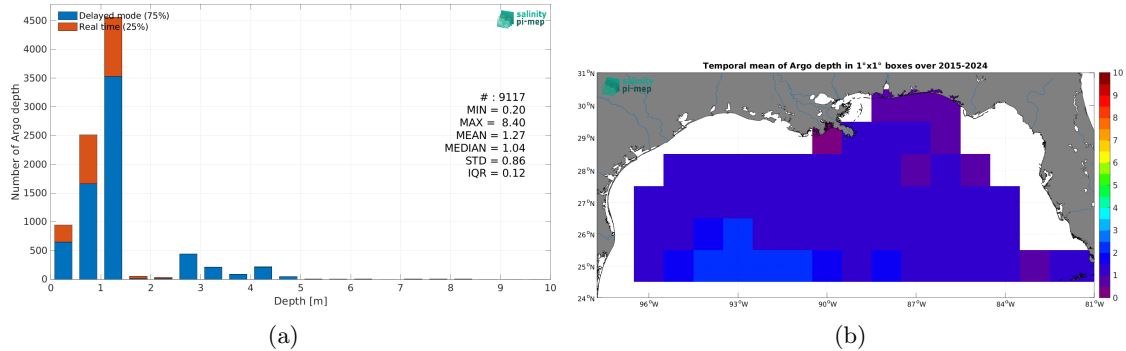 Delayed mode (75%)
Real time (25%)
salinity
pi-mep
# : 9117
MIN = 0.20
MAX = 8.40
MEAN = 1.27
MEDIAN = 1.04
STD = 0.86
IQR = 0.12
Number of Argo depth
4500
4000
3500
3000
2500
2000
1500
1000
500
0
0 1 2 3 4 5 6 7 8 9 10
Depth [m]
(a)
Temporal mean of Argo depth in 1°x1° boxes over 2015-2024
salinity
pi-mep
31°N
30°N
29°N
28°N
27°N
26°N
25°N
24°N
96°W 93°W 90°W 87°W 84°W 81°W
10
9
8
7
6
5
4
3
2
1
0
(b)